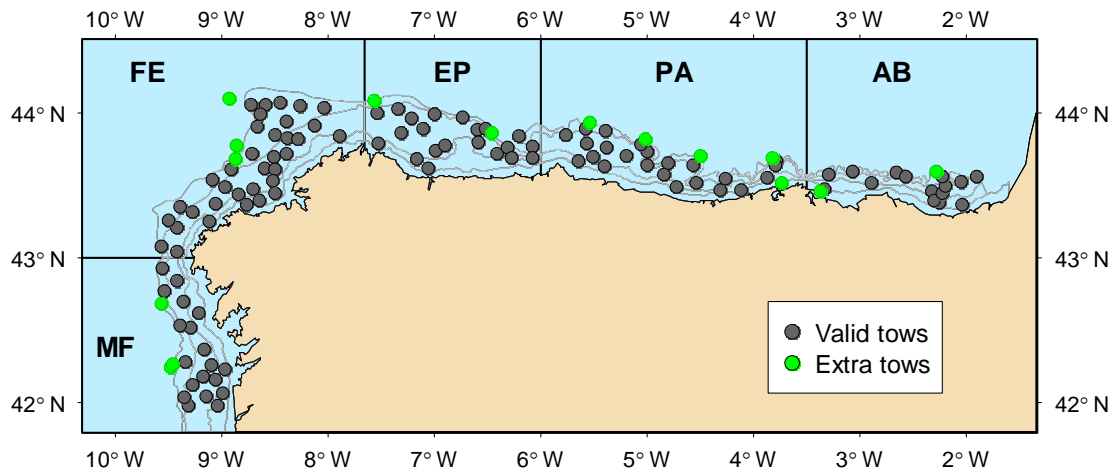 10° W 9° W 8° W 7° W 6° W 5° W 4° W 3° W 2° W
FE EP PA AB
44° N 44° N
43° N 43° N
MF
Valid tows
Extra tows
42° N 42° N
10° W 9° W 8° W 7° W 6° W 5° W 4° W 3° W 2° W